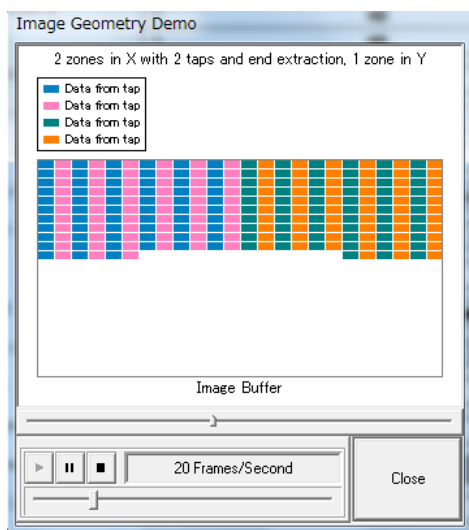 Image Geometry Demo
2 zones in X with 2 taps and end extraction, 1 zone in Y
Data from tap
Data from tap
Data from tap
Data from tap
Image Buffer
20 Frames/Second
Close